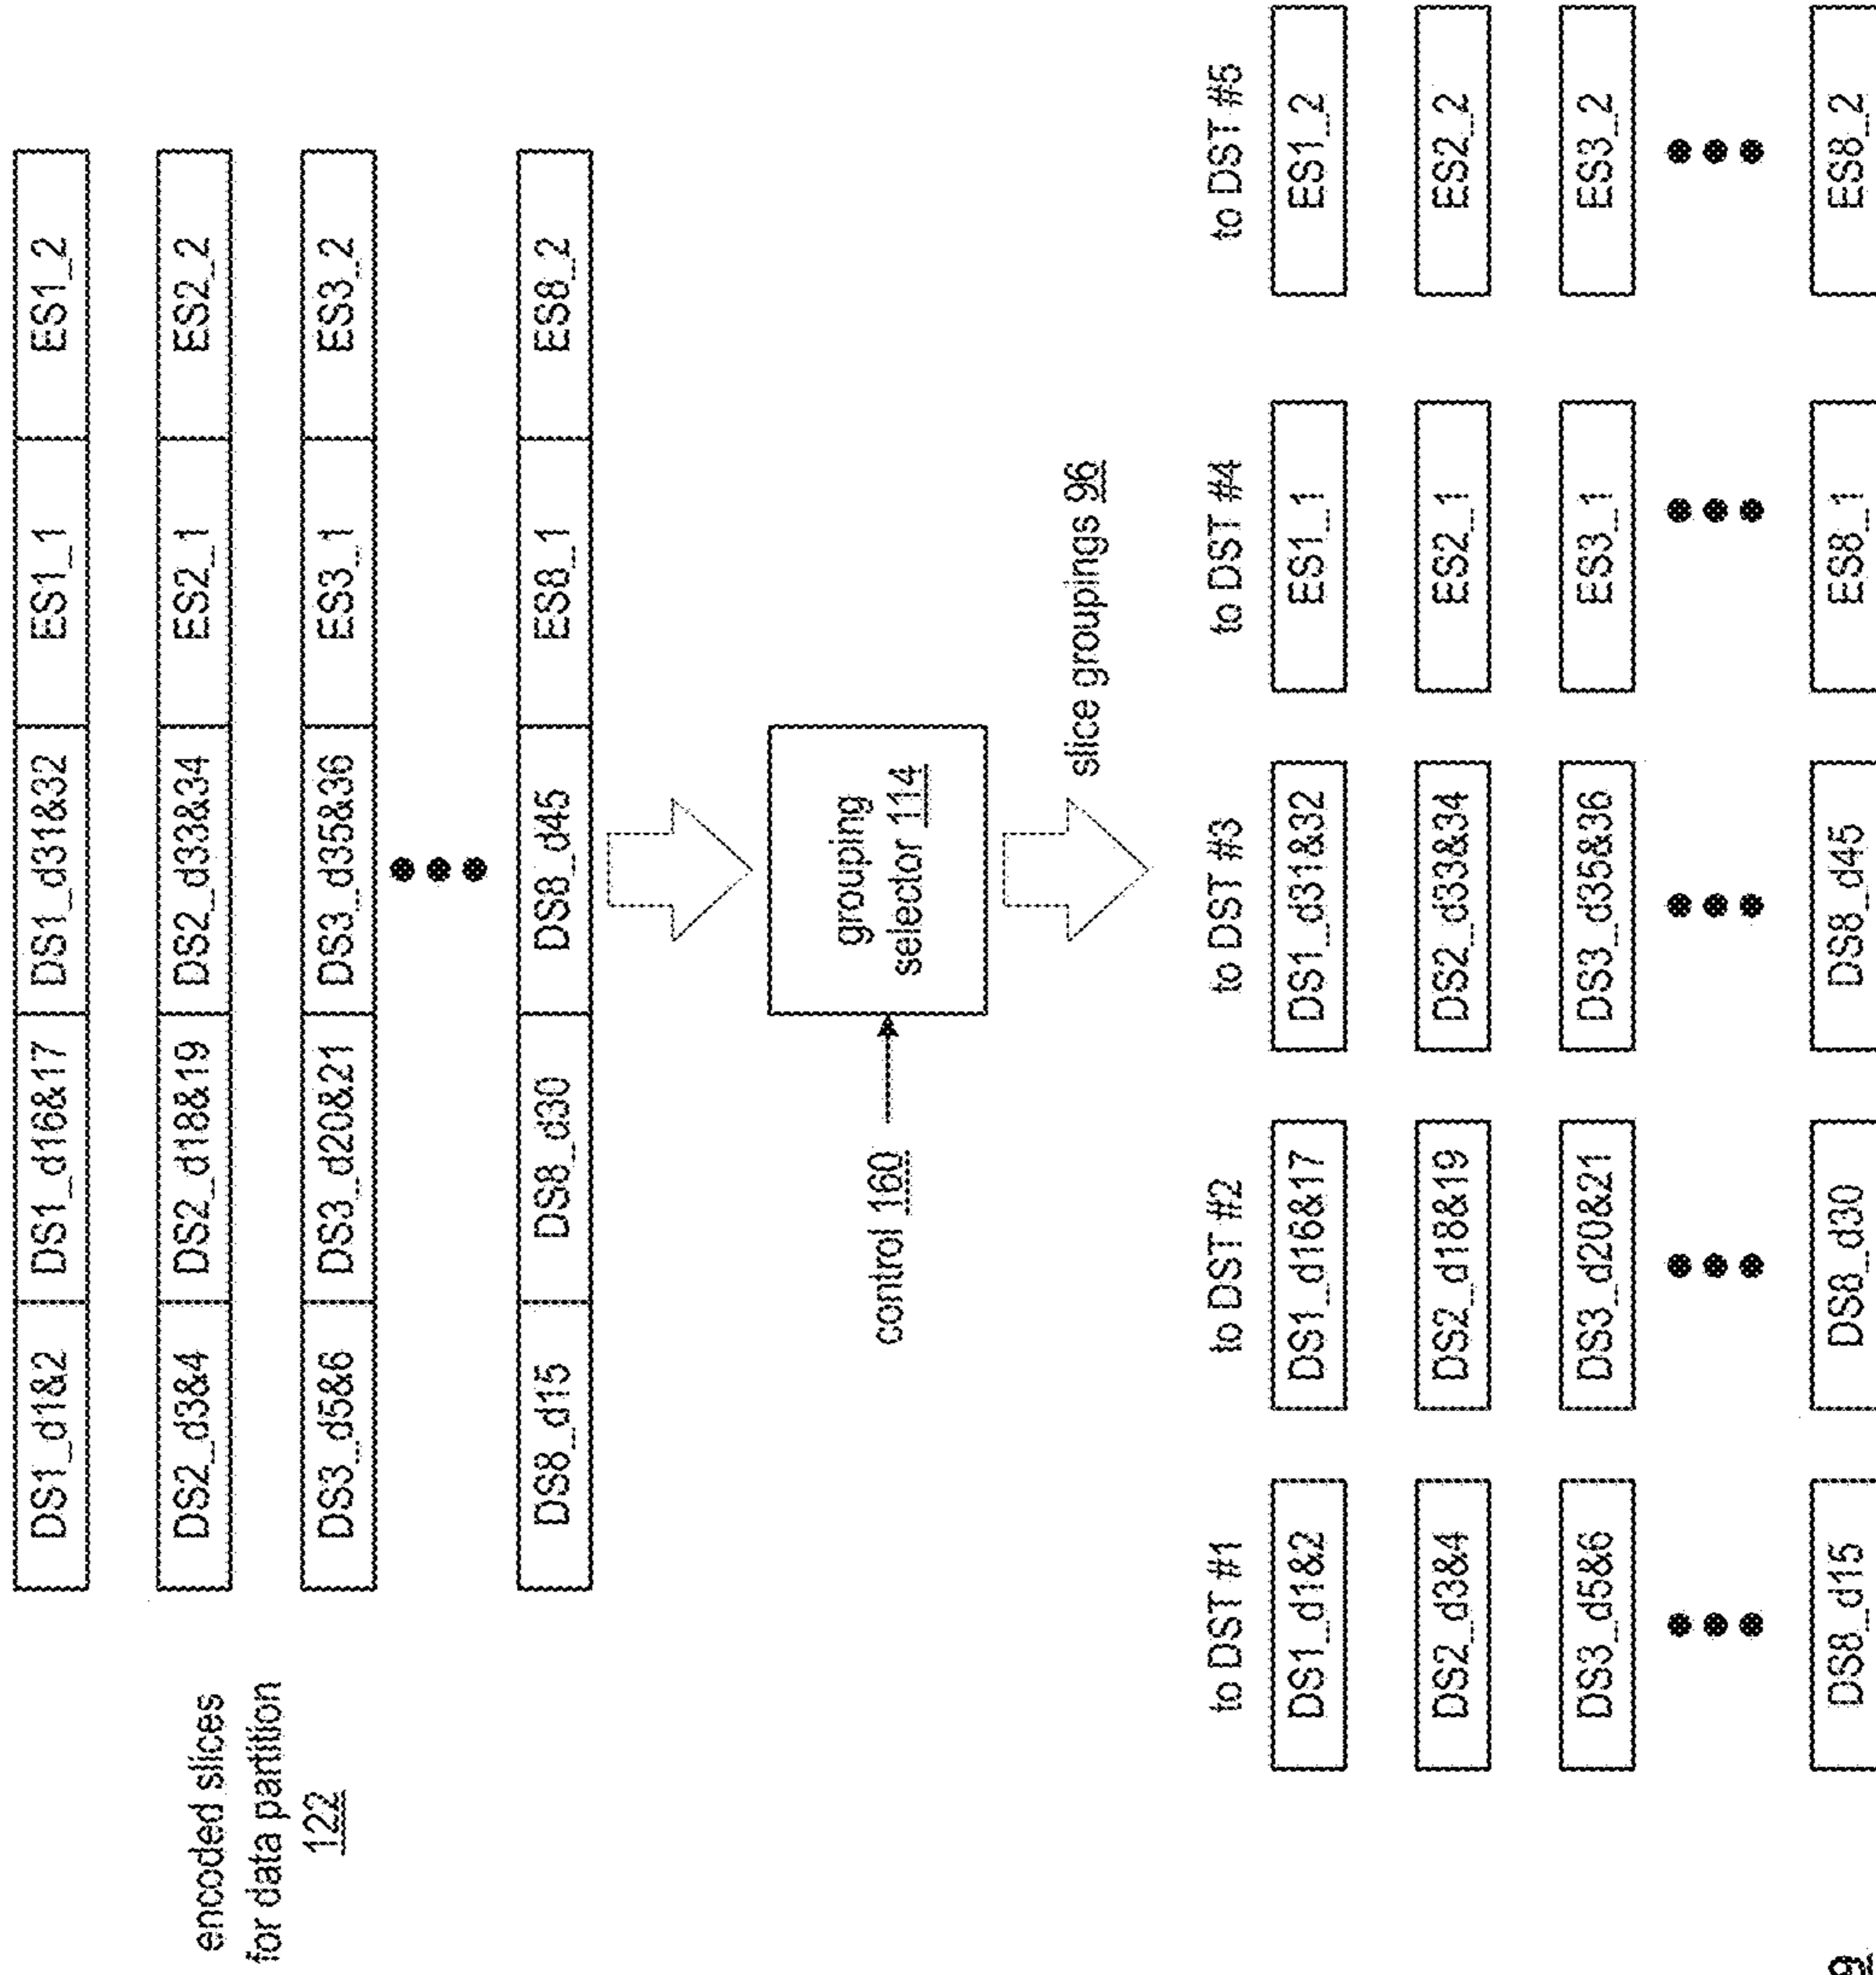 encoded slices
for data partition
122
DS1_d1&2 DS1_d16&17 DS1_d31&32 ES1_1 ES1_2
DS2_d3&4 DS2_d18&19 DS2_d33&34 ES2_1 ES2_2
DS3_d5&6 DS3_d20&21 DS3_d35&36 ES3_1 ES3_2
DS8_d15 DS8_d30 DS8_d45 ES8_1 ES8_2
control 160
grouping
selector 114
slice groupings 96
to DST #1 to DST #2 to DST #3 to DST #4 to DST #5
DS1_d1&2 DS1_d16&17 DS1_d31&32 ES1_1 ES1_2
DS2_d3&4 DS2_d18&19 DS2_d33&34 ES2_1 ES2_2
DS3_d5&6 DS3_d20&21 DS3_d35&36 ES3_1 ES3_2
DS8_d15 DS8_d30 DS8_d45 ES8_1 ES8_2